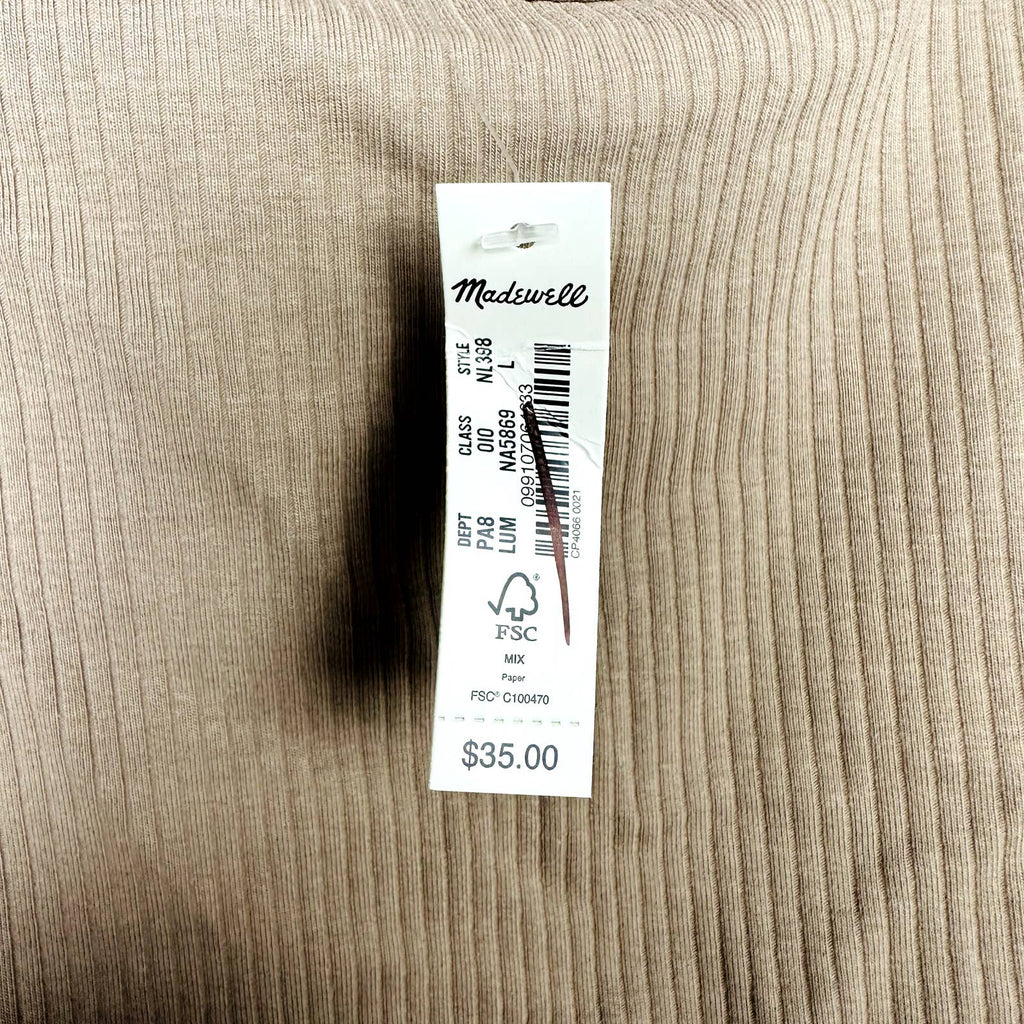 Madewell
DEPT CLASS STYLE
PA8 010 NL398
LUM NA5869 L
CP4066 0021
FSC®
MIX
Paper
FSC® C100470
$35.00